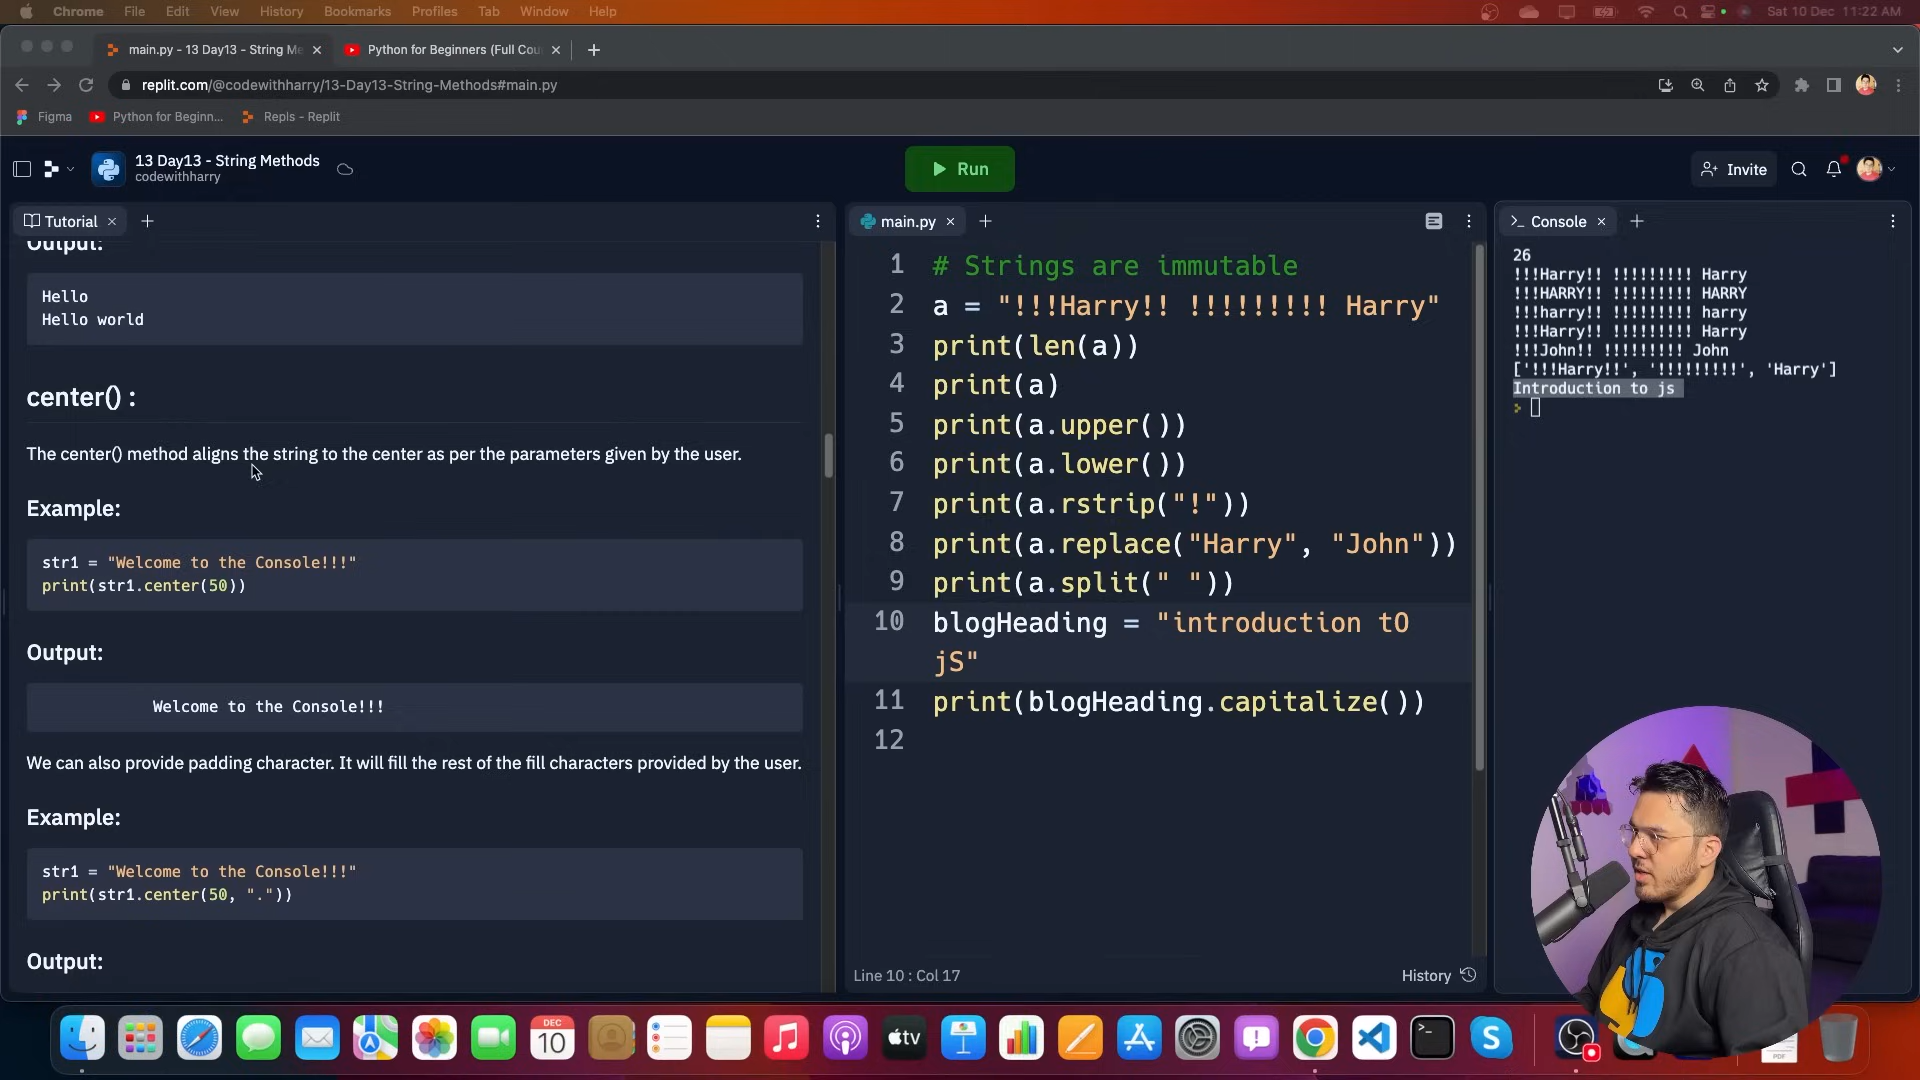 Chrome File Edit View History Bookmarks Profiles Tab Window Help Sat 10 Dec 11:22 AM
main.py - 13 Day13 - String Me
Python for Beginners (Full Cou
replit.com/@codewithharry/13-Day13-String-Methods#main.py
Figma
Python for Beginn...
Repls - Replit
13 Day13 - String Methods
codewithharry
Run
Invite
Tutorial
Output:
Hello
Hello world
center() :
The center() method aligns the string to the center as per the parameters given by the user.
Example:
str1 = "Welcome to the Console!!!"
print(str1.center(50))
Output:
Welcome to the Console!!!
We can also provide padding character. It will fill the rest of the fill characters provided by the user.
Example:
str1 = "Welcome to the Console!!!"
print(str1.center(50, "."))
Output:
main.py
1 # Strings are immutable
2 a = "!!!Harry!! !!!!!!!!! Harry"
3 print(len(a))
4 print(a)
5 print(a.upper())
6 print(a.lower())
7 print(a.rstrip("!"))
8 print(a.replace("Harry", "John"))
9 print(a.split(" "))
10 blogHeading = "introduction tO
jS"
11 print(blogHeading.capitalize())
12
Line 10 : Col 17
History
Console
26
!!!Harry!! !!!!!!!!! Harry
!!!HARRY!! !!!!!!!!! HARRY
!!!harry!! !!!!!!!!! harry
!!!Harry!! !!!!!!!!! Harry
!!!John!! !!!!!!!!! John
['!!!Harry!!', '!!!!!!!!!', 'Harry']
Introduction to js
DEC
10
tv
PDF